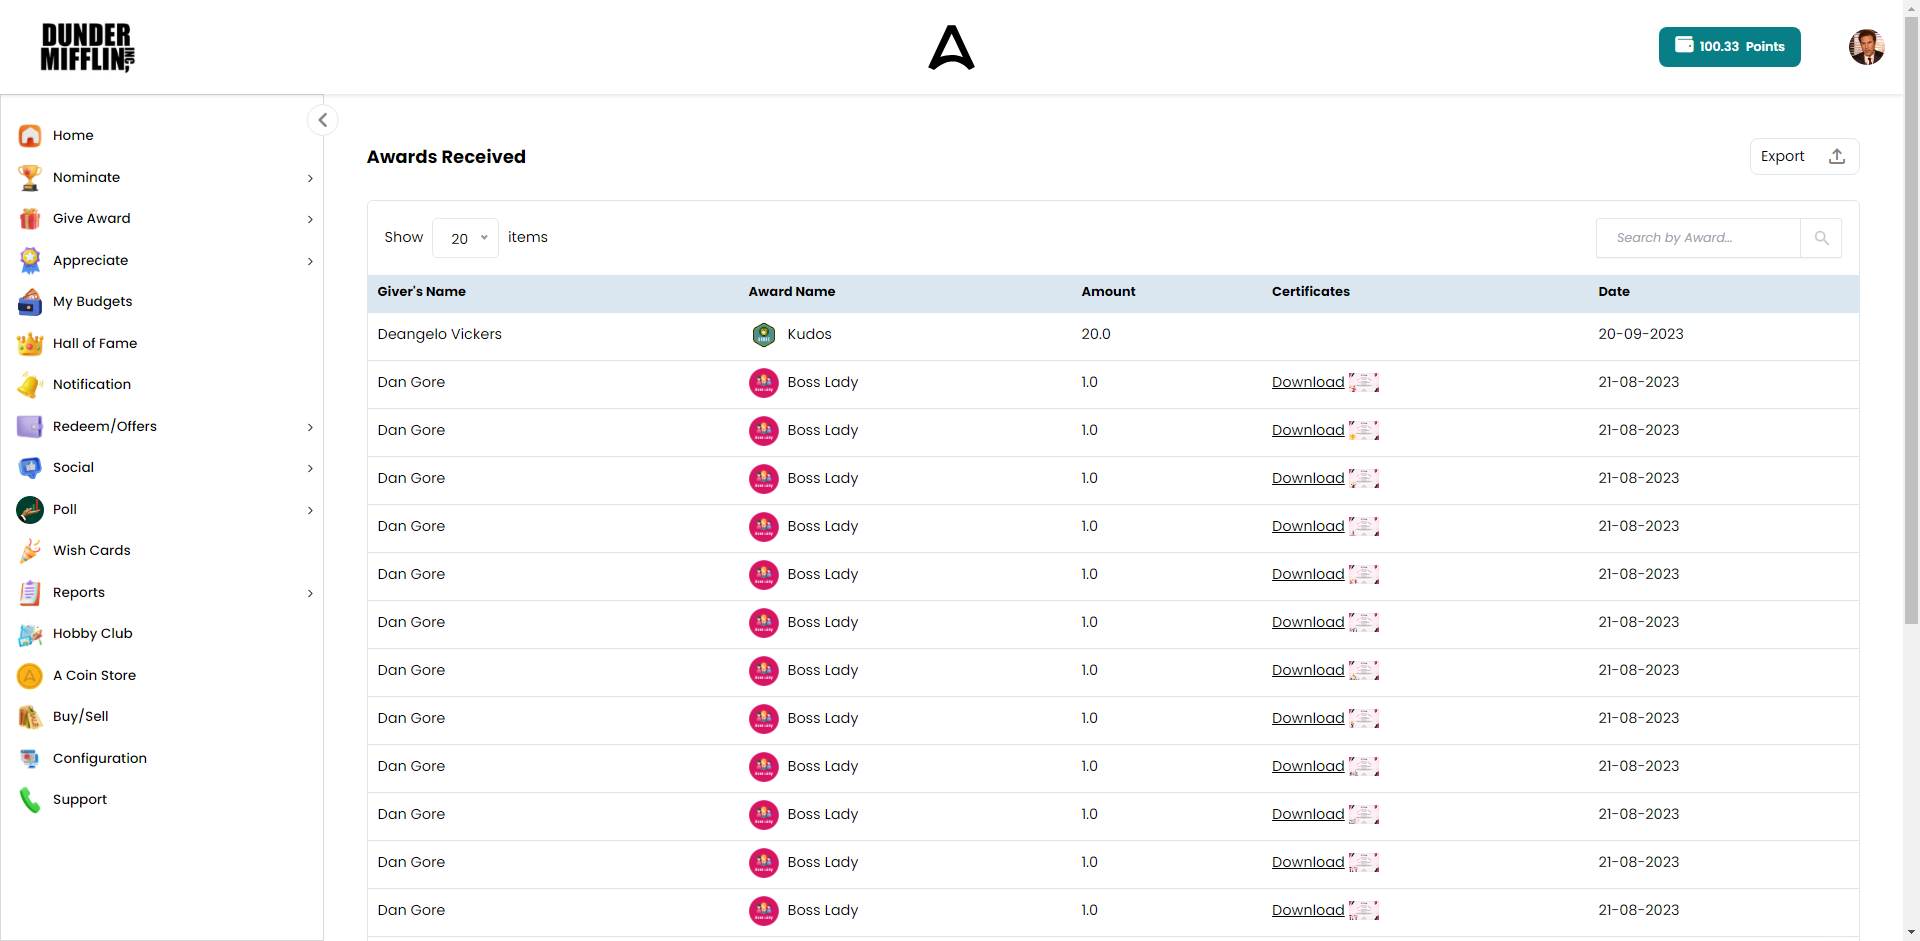 DUNDER
MIFFLIN INC,
100.33 Points
Home
Nominate
Give Award
Appreciate
My Budgets
Hall of Fame
Notification
Redeem/Offers
Social
Poll
Wish Cards
Reports
Hobby Club
A Coin Store
Buy/Sell
Configuration
Support
Awards Received
Export
Show 20 items
Search by Award...
Giver's Name Award Name Amount Certificates Date
Deangelo Vickers Kudos 20.0 20-09-2023
Dan Gore Boss Lady 1.0 Download 21-08-2023
Dan Gore Boss Lady 1.0 Download 21-08-2023
Dan Gore Boss Lady 1.0 Download 21-08-2023
Dan Gore Boss Lady 1.0 Download 21-08-2023
Dan Gore Boss Lady 1.0 Download 21-08-2023
Dan Gore Boss Lady 1.0 Download 21-08-2023
Dan Gore Boss Lady 1.0 Download 21-08-2023
Dan Gore Boss Lady 1.0 Download 21-08-2023
Dan Gore Boss Lady 1.0 Download 21-08-2023
Dan Gore Boss Lady 1.0 Download 21-08-2023
Dan Gore Boss Lady 1.0 Download 21-08-2023
Dan Gore Boss Lady 1.0 Download 21-08-2023